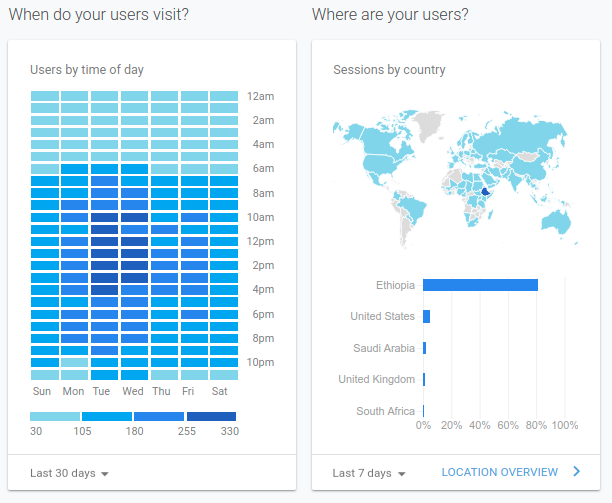 When do your users visit?
Users by time of day
12am
2am
4am
6am
8am
10am
12pm
2pm
4pm
6pm
8pm
10pm
Sun Mon Tue Wed Thu Fri Sat
30 105 180 255 330
Last 30 days
Where are your users?
Sessions by country
Ethiopia
United States
Saudi Arabia
United Kingdom
South Africa
0% 20% 40% 60% 80% 100%
Last 7 days LOCATION OVERVIEW